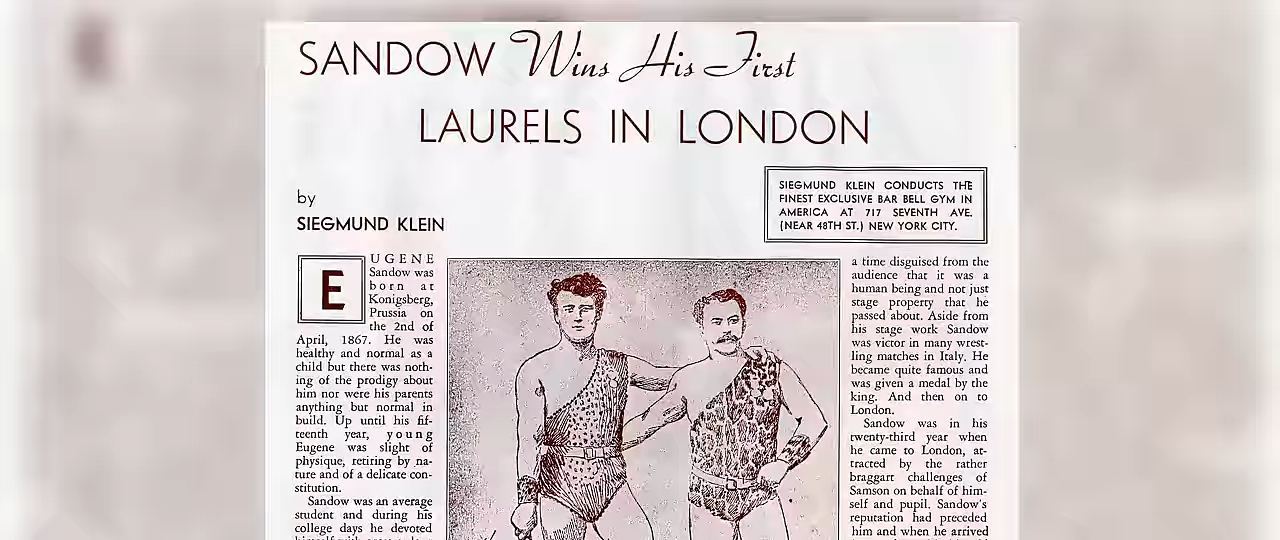 SANDOW Wins His First
LAURELS IN LONDON
by
SIEGMUND KLEIN
SIEGMUND KLEIN CONDUCTS THE
FINEST EXCLUSIVE BAR BELL GYM IN
AMERICA AT 717 SEVENTH AVE.
(NEAR 48TH ST.) NEW YORK CITY.
EUGENE
Sandow was
born at
Konigsberg,
Prussia on
the 2nd of
April, 1867. He was
healthy and normal as a
child but there was noth-
ing of the prodigy about
him nor were his parents
anything but normal in
build. Up until his fif-
teenth year, young
Eugene was slight of
physique, retiring by na-
ture and of a delicate con-
stitution.
Sandow was an average
student and during his
college days he devoted
a time disguised from the
audience that it was a
human being and not just
stage property that he
passed about. Aside from
his stage work Sandow
was victor in many wrest-
ling matches in Italy. He
became quite famous and
was given a medal by the
king. And then on to
London.
Sandow was in his
twenty-third year when
he came to London, at-
tracted by the rather
braggart challenges of
Samson on behalf of him-
self and pupil. Sandow's
reputation had preceded
him and when he arrived